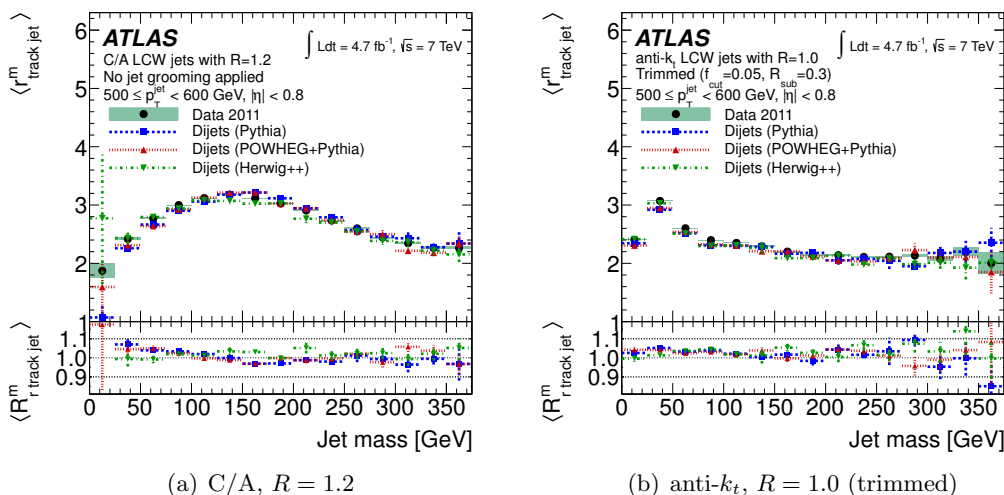 ⟨r^m_track jet⟩
6
5
4
3
2
1
ATLAS
∫ Ldt = 4.7 fb⁻¹, √s = 7 TeV
C/A LCW jets with R=1.2
No jet grooming applied
500 ≤ p_T^jet < 600 GeV, |η| < 0.8
Data 2011
Dijets (Pythia)
Dijets (POWHEG+Pythia)
Dijets (Herwig++)
⟨R^m_r track jet⟩
1.1
1.0
0.9
0 50 100 150 200 250 300 350
Jet mass [GeV]
(a) C/A, R = 1.2
⟨r^m_track jet⟩
6
5
4
3
2
1
ATLAS
∫ Ldt = 4.7 fb⁻¹, √s = 7 TeV
anti-k_t LCW jets with R=1.0
Trimmed (f_cut=0.05, R_sub=0.3)
500 ≤ p_T^jet < 600 GeV, |η| < 0.8
Data 2011
Dijets (Pythia)
Dijets (POWHEG+Pythia)
Dijets (Herwig++)
⟨R^m_r track jet⟩
1.1
1.0
0.9
0 50 100 150 200 250 300 350
Jet mass [GeV]
(b) anti-k_t, R = 1.0 (trimmed)